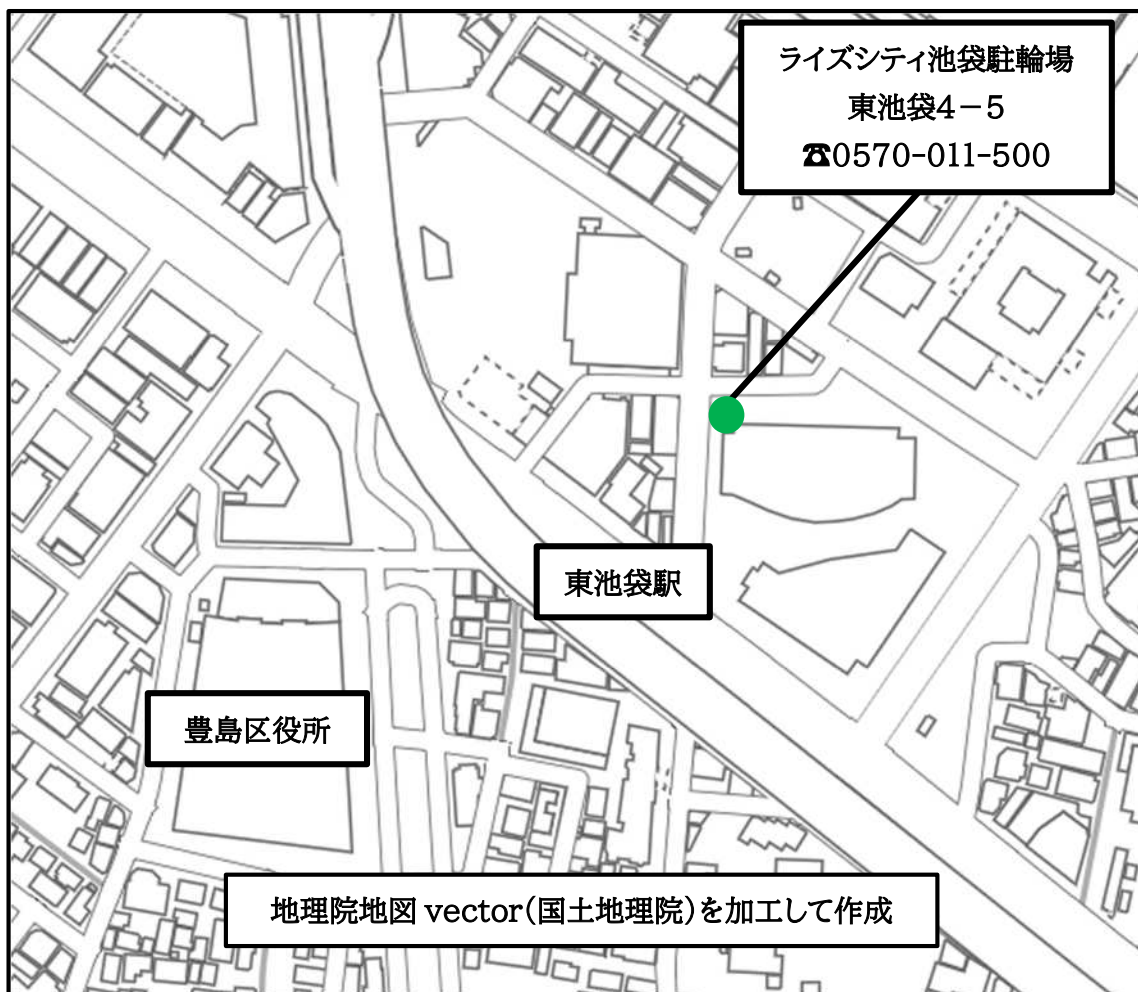 ライズシティ池袋駐輪場
東池袋4−5
☎0570-011-500
東池袋駅
豊島区役所
地理院地図 vector(国土地理院)を加工して作成